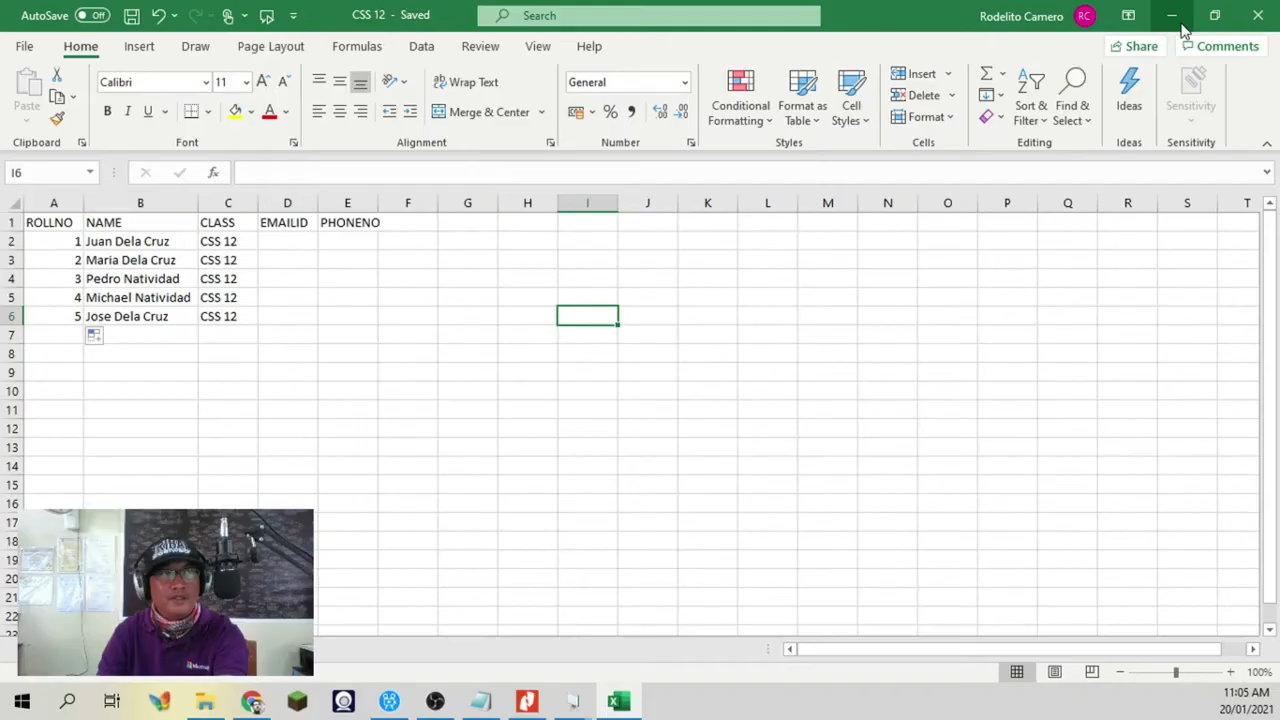 AutoSave Off CSS 12 - Saved Search Rodelito Camero RC
File Home Insert Draw Page Layout Formulas Data Review View Help Share Comments
Paste Calibri 11 Wrap Text General Conditional Formatting Format as Table Cell Styles Insert Sort & Filter Find & Select Ideas Sensitivity
B I U Merge & Center % , Delete
Format
Clipboard Font Alignment Number Styles Cells Editing Ideas Sensitivity
I6 fx
A B C D E F G H I J K L M N O P Q R S T
1 ROLLNO NAME CLASS EMAILID PHONENO
2 1 Juan Dela Cruz CSS 12
3 2 Maria Dela Cruz CSS 12
4 3 Pedro Natividad CSS 12
5 4 Michael Natividad CSS 12
6 5 Jose Dela Cruz CSS 12
7
8
9
10
11
12
13
14
15
16
17
18
19
20
21
22
100%
11:05 AM
20/01/2021